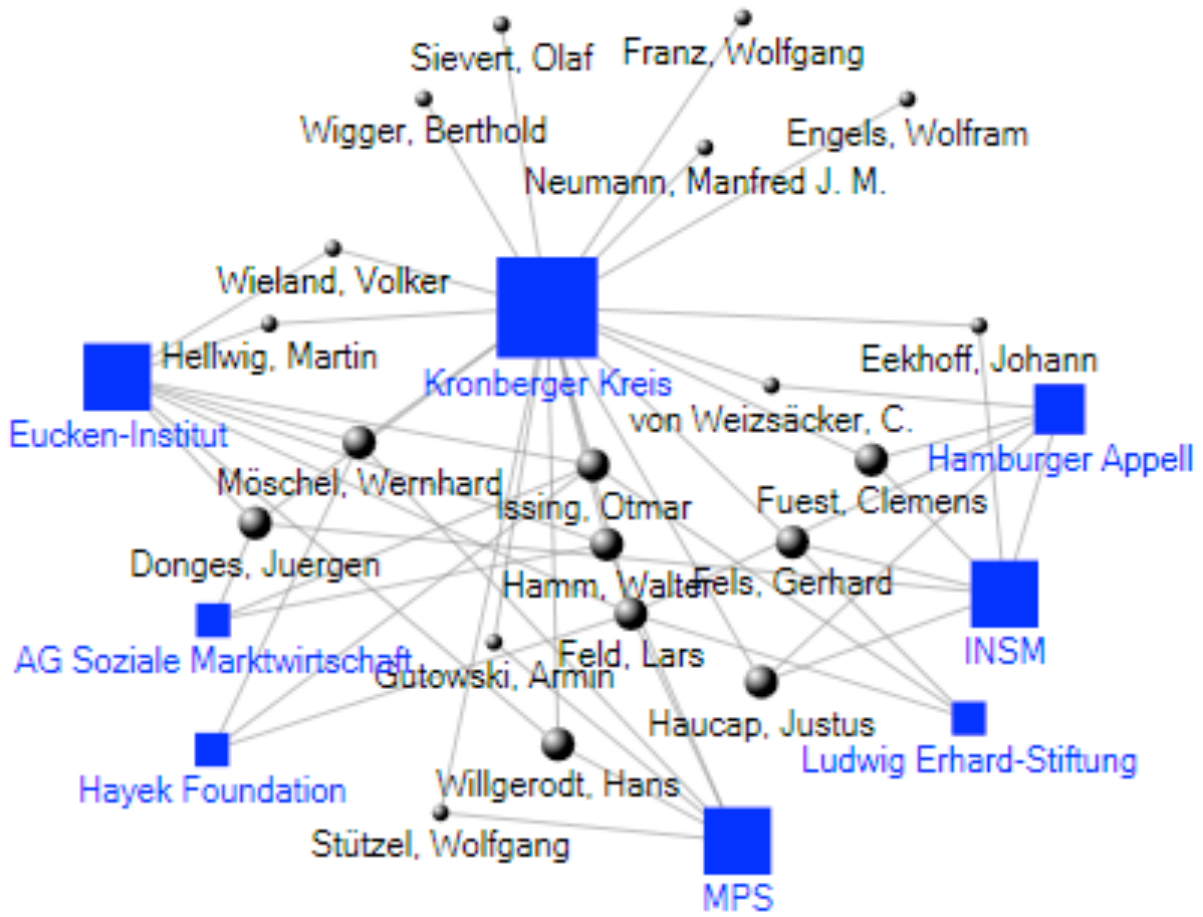 Sievert, Olaf
Franz, Wolfgang
Wigger, Berthold
Engels, Wolfram
Neumann, Manfred J. M.
Wieland, Volker
Hellwig, Martin
Eekhoff, Johann
Kronberger Kreis
von Weizsäcker, C.
Eucken-Institut
Hamburger Appell
Möschel, Wernhard
Issing, Otmar
Fuest, Clemens
Donges, Juergen
Hamm, Walter
Fels, Gerhard
AG Soziale Marktwirtschaft
Feld, Lars
INSM
Gutowski, Armin
Haucap, Justus
Ludwig Erhard-Stiftung
Hayek Foundation
Willgerodt, Hans
Stützel, Wolfgang
MPS